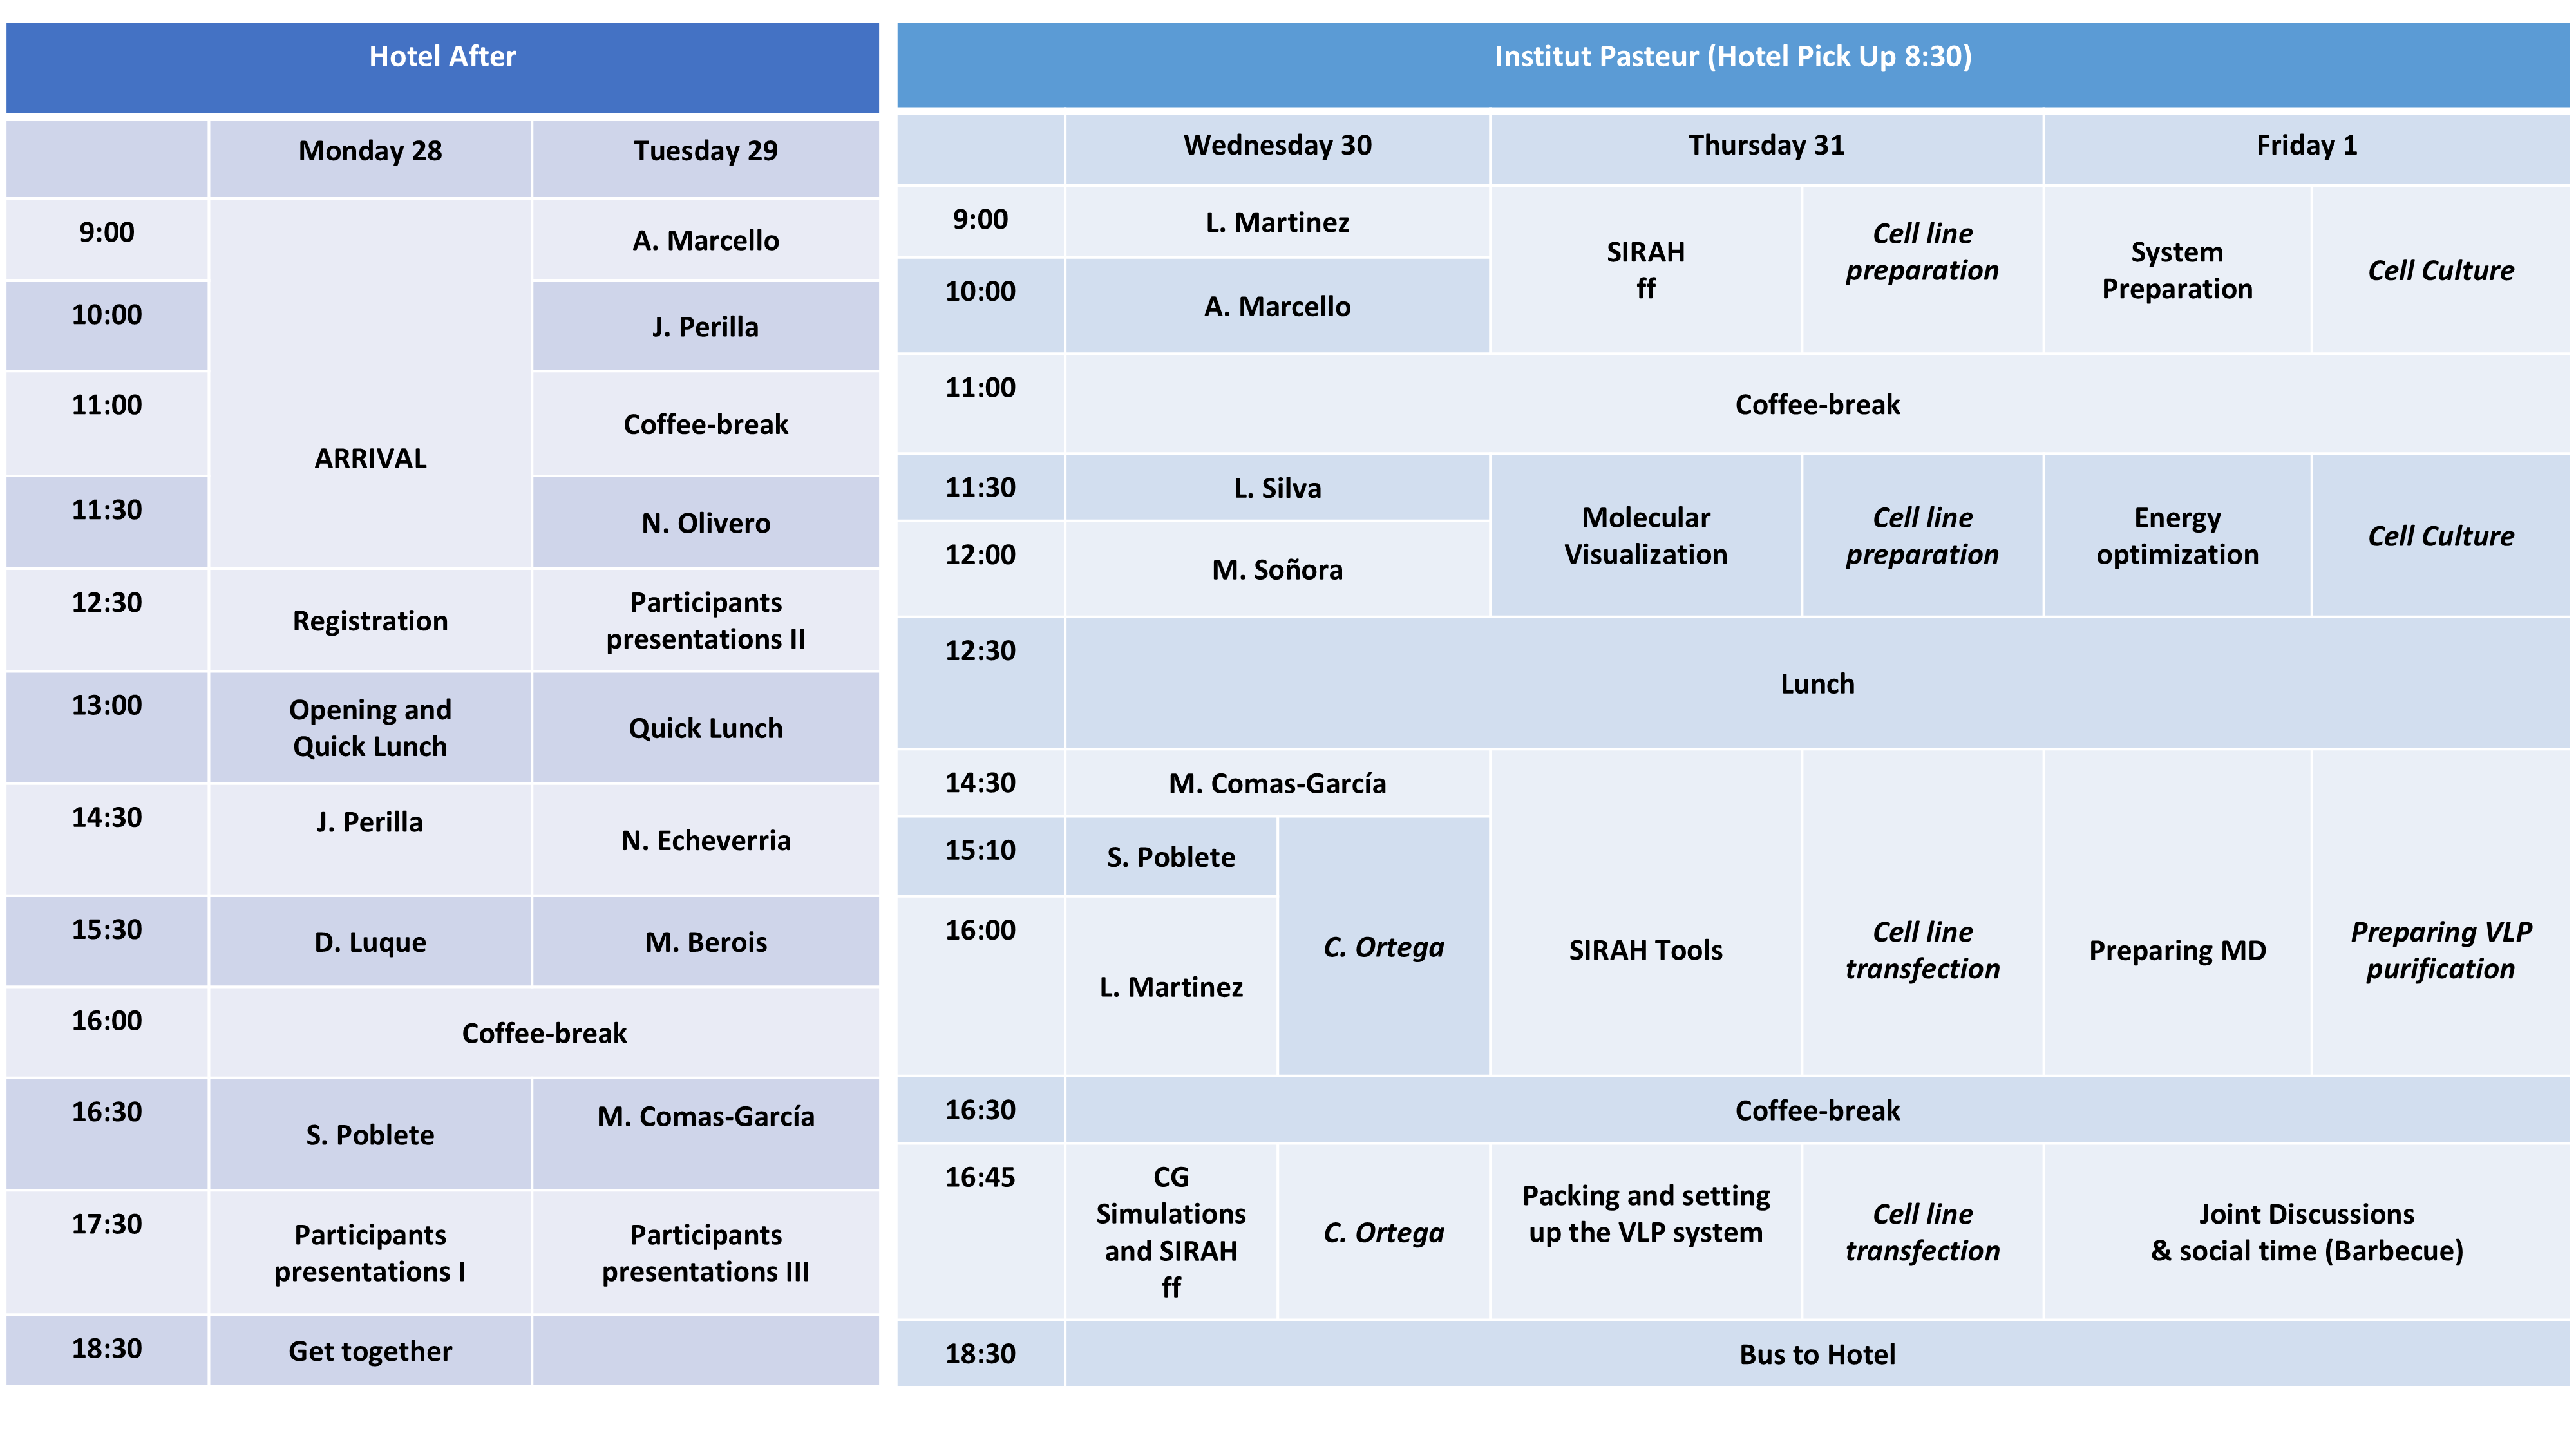 Hotel After
Monday 28
Tuesday 29
9:00
A. Marcello
10:00
J. Perilla
11:00
Coffee-break
ARRIVAL
11:30
N. Olivero
12:30
Registration
Participants
presentations II
13:00
Opening and
Quick Lunch
Quick Lunch
14:30
J. Perilla
N. Echeverria
15:30
D. Luque
M. Berois
16:00
Coffee-break
16:30
S. Poblete
M. Comas-García
17:30
Participants
presentations I
Participants
presentations III
18:30
Get together
Institut Pasteur (Hotel Pick Up 8:30)
Wednesday 30
Thursday 31
Friday 1
9:00
L. Martinez
SIRAH
ff
Cell line
preparation
System
Preparation
Cell Culture
10:00
A. Marcello
11:00
Coffee-break
11:30
L. Silva
Molecular
Visualization
Cell line
preparation
Energy
optimization
Cell Culture
12:00
M. Soñora
12:30
Lunch
14:30
M. Comas-García
15:10
S. Poblete
16:00
L. Martinez
C. Ortega
SIRAH Tools
Cell line
transfection
Preparing MD
Preparing VLP
purification
16:30
Coffee-break
16:45
CG
Simulations
and SIRAH
ff
C. Ortega
Packing and setting
up the VLP system
Cell line
transfection
Joint Discussions
& social time (Barbecue)
18:30
Bus to Hotel